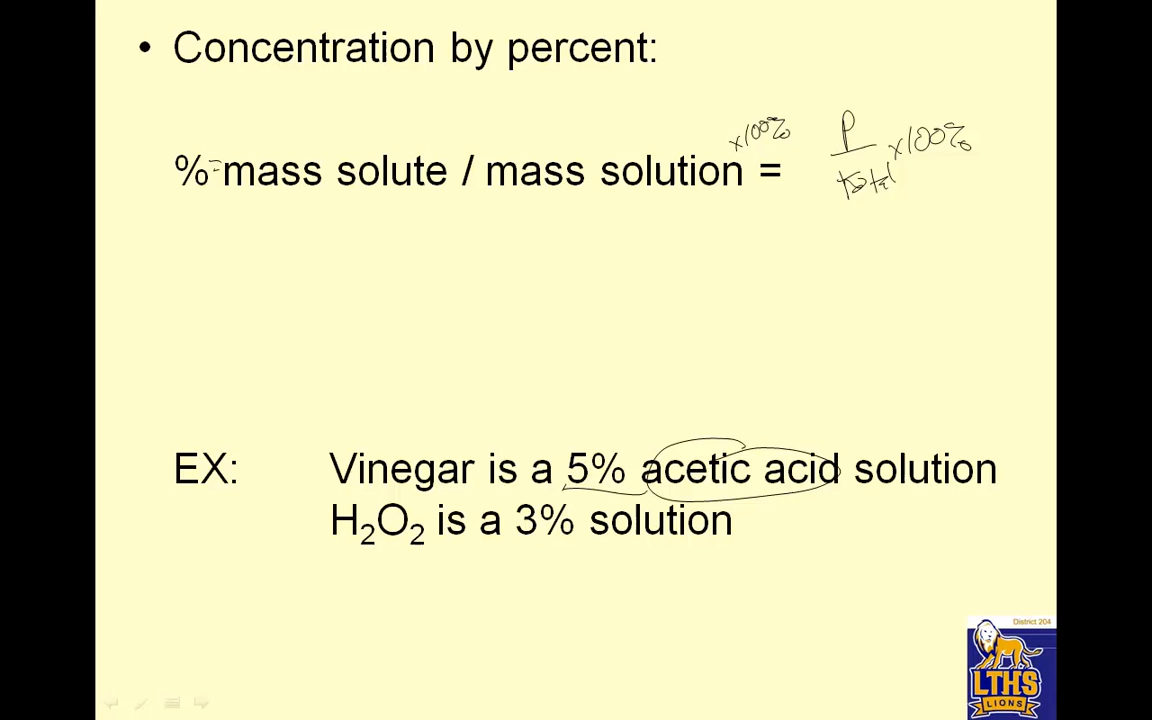 • Concentration by percent:
x100%
P
% = mass solute / mass solution = x100%
total
EX: Vinegar is a 5% acetic acid solution
H₂O₂ is a 3% solution
District 204
LTHS
LIONS